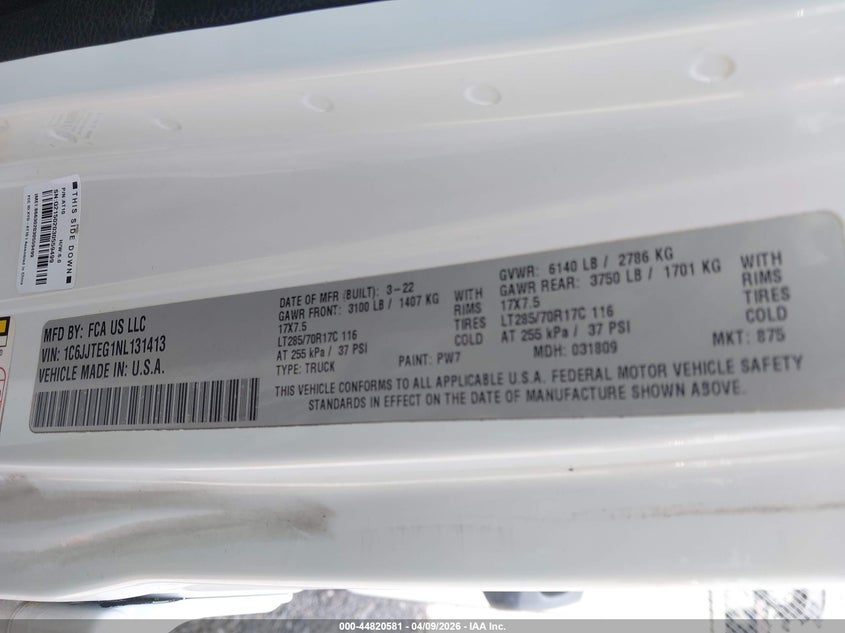 THIS SIDE DOWN
P/N: AT10 H/W: 6.0
MFD BY: FCA US LLC
VIN: 1C6JJTEG1NL131413
VEHICLE MADE IN: U.S.A.
DATE OF MFR (BUILT): 3-22
GAWR FRONT: 3100 LB / 1407 KG WITH
17X7.5 RIMS
LT285/70R17C 116 TIRES
AT 255 kPa / 37 PSI COLD
TYPE: TRUCK PAINT: PW7
GVWR: 6140 LB / 2786 KG
GAWR REAR: 3750 LB / 1701 KG WITH
17X7.5 RIMS
LT285/70R17C 116 TIRES
AT 255 kPa / 37 PSI COLD
MDH: 031809 MKT: 875
THIS VEHICLE CONFORMS TO ALL APPLICABLE U.S.A. FEDERAL MOTOR VEHICLE SAFETY
STANDARDS IN EFFECT ON THE DATE OF MANUFACTURE SHOWN ABOVE.
000-44820581 - 04/09/2026 - IAA Inc.